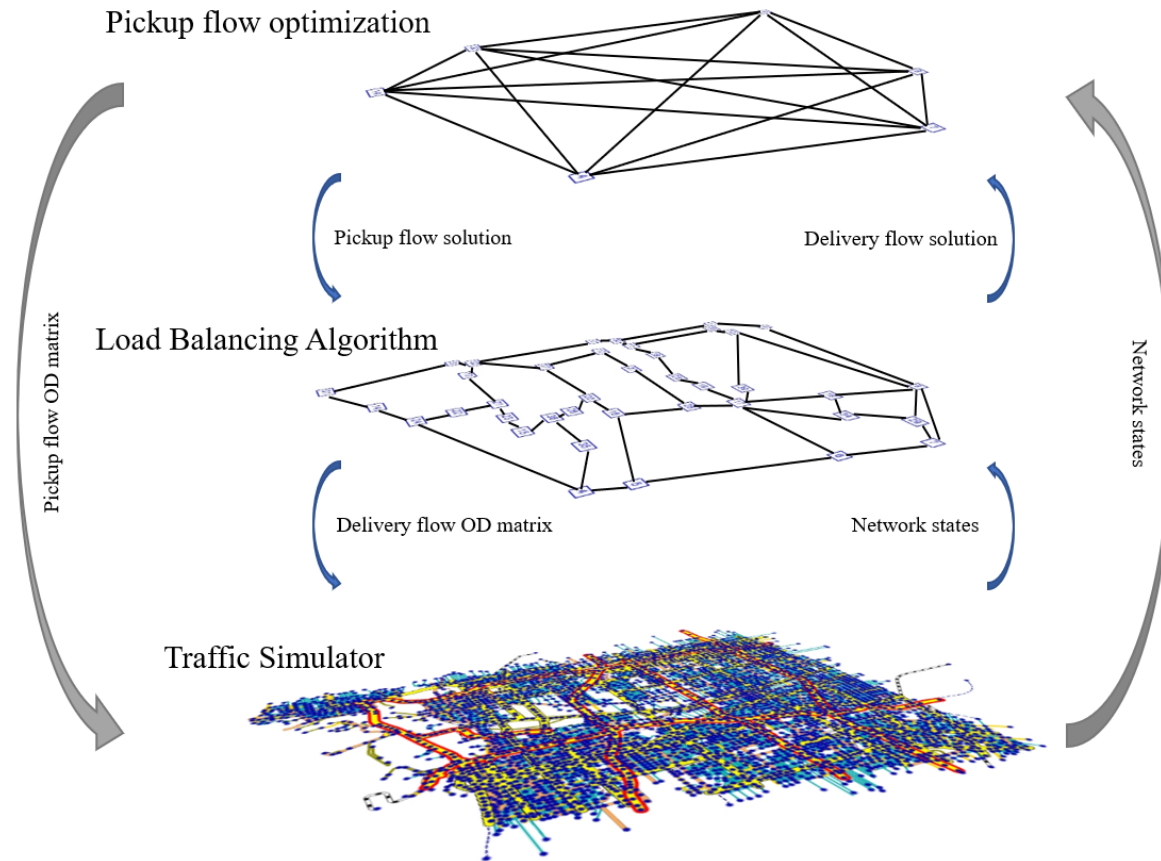 Pickup flow optimization
Pickup flow solution
Delivery flow solution
Load Balancing Algorithm
Pickup flow OD matrix
Network states
Delivery flow OD matrix
Network states
Traffic Simulator